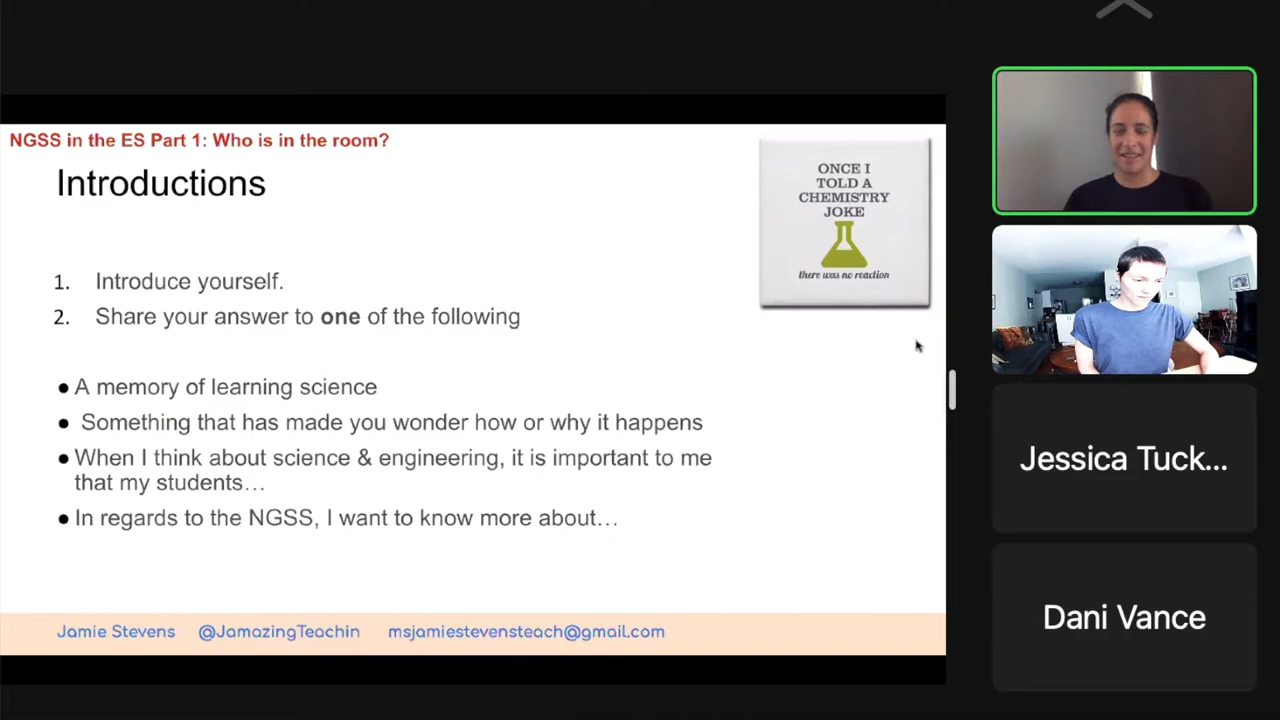 NGSS in the ES Part 1: Who is in the room?
Introductions
ONCE I
TOLD A
CHEMISTRY
JOKE
there was no reaction
1. Introduce yourself.
2. Share your answer to one of the following
● A memory of learning science
● Something that has made you wonder how or why it happens
● When I think about science & engineering, it is important to me
that my students…
● In regards to the NGSS, I want to know more about…
Jamie Stevens @JamazingTeachin msjamiestevensteach@gmail.com
Jessica Tuck...
Dani Vance